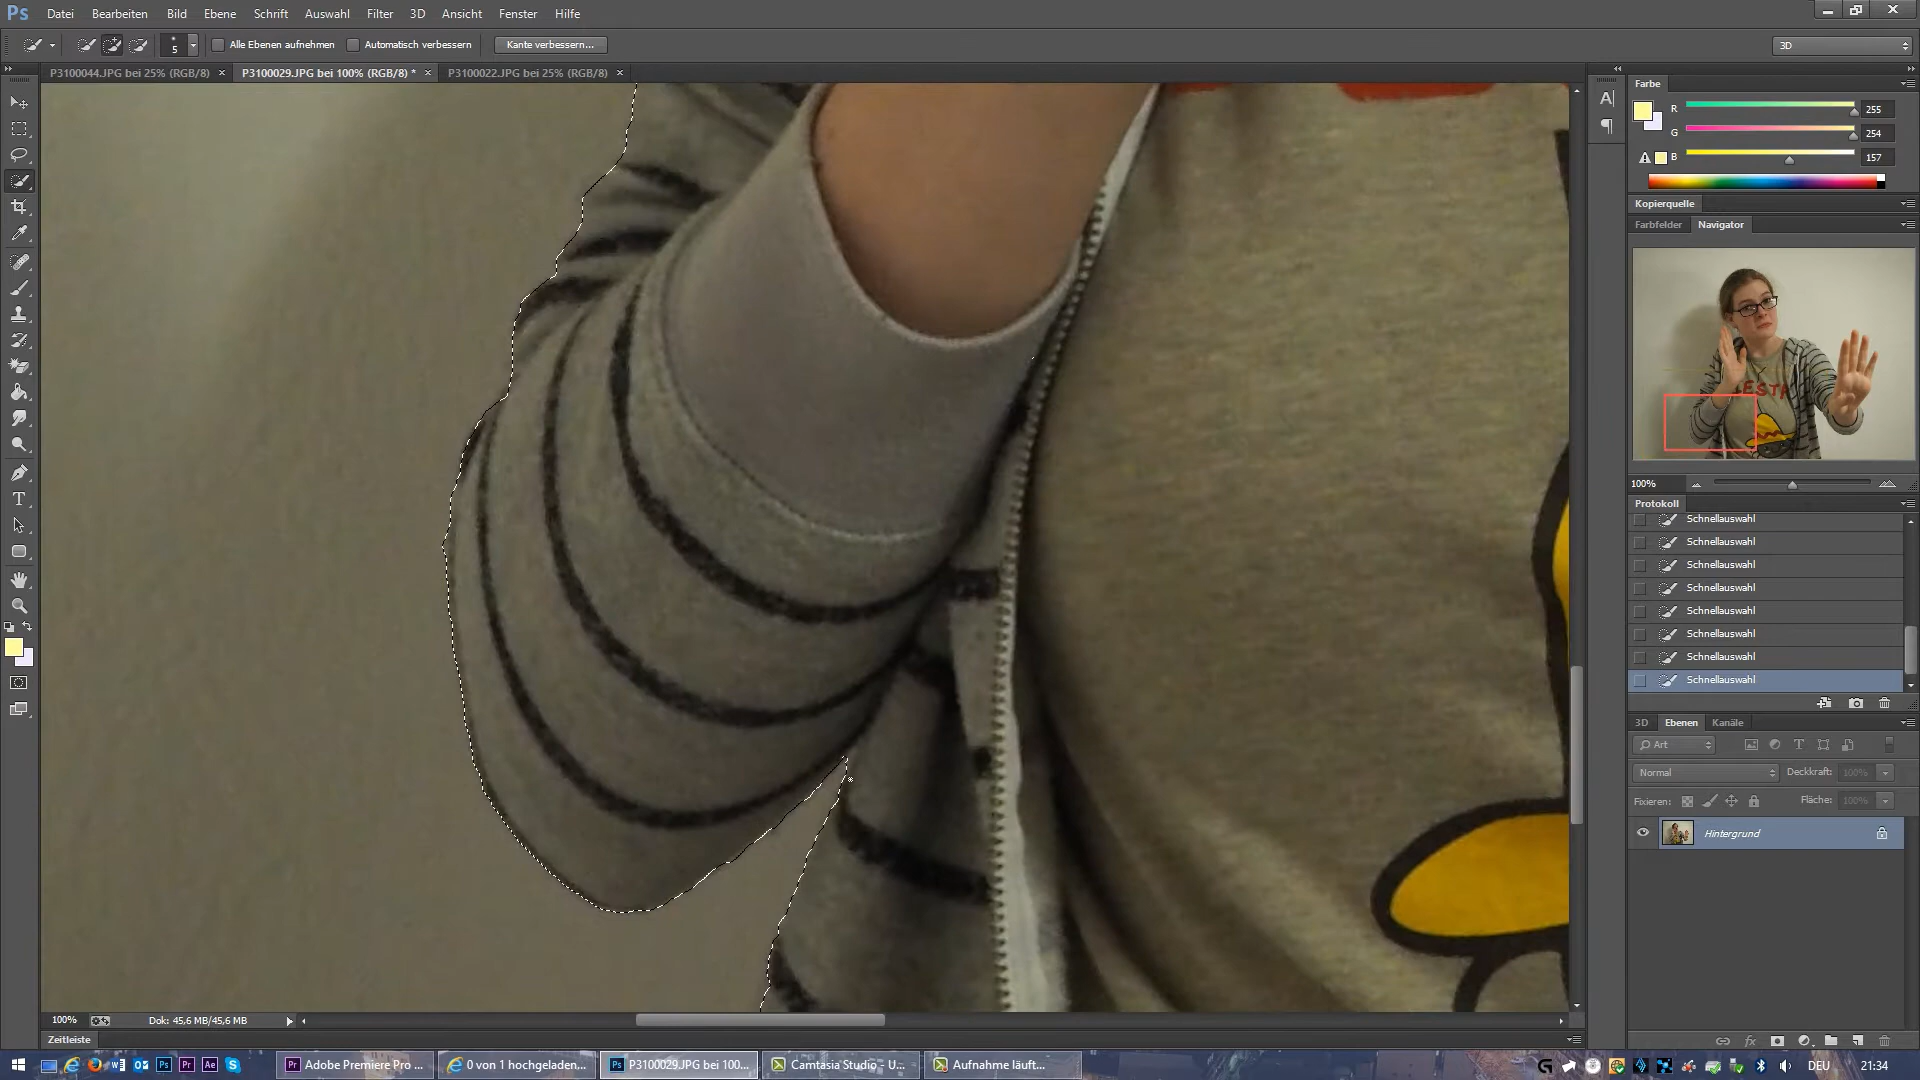 Ps Datei Bearbeiten Bild Ebene Schrift Auswahl Filter 3D Ansicht Fenster Hilfe
5 Alle Ebenen aufnehmen Automatisch verbessern Kante verbessern... 3D
P3100044.JPG bei 25% (RGB/8) × P3100029.JPG bei 100% (RGB/8) * × P3100022.JPG bei 25% (RGB/8) ×
Farbe
R 255
G 254
B 157
Kopierquelle
Farbfelder Navigator
100%
Protokoll
Schnellauswahl
Schnellauswahl
Schnellauswahl
Schnellauswahl
Schnellauswahl
Schnellauswahl
Schnellauswahl
Schnellauswahl
3D Ebenen Kanäle
Art
Normal Deckkraft: 100%
Fixieren: Fläche: 100%
Hintergrund
fx
100% Dok: 45,6 MB/45,6 MB
Zeitleiste
Adobe Premiere Pro ... 0 von 1 hochgeladen... P3100029.JPG bei 100... Camtasia Studio - U... Aufnahme läuft... DEU 21:34